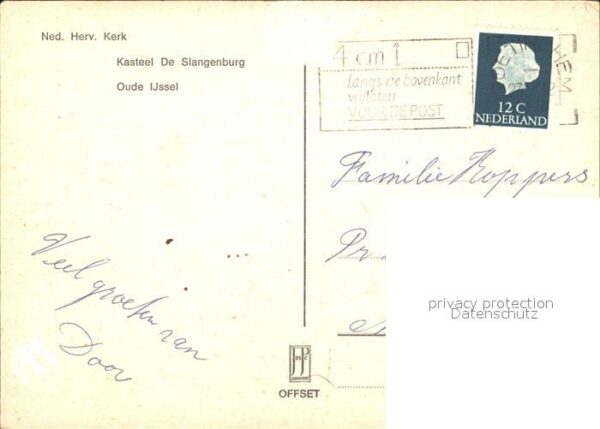 Ned. Herv. Kerk
Kasteel De Slangenburg
Oude IJssel
4 cm
langs de bovenkant
vrijlaten
VOOR DE POST
12 C
NEDERLAND
Familie Koppers
Pr
Veel groeten van
Door
privacy protection
Datenschutz
OFFSET